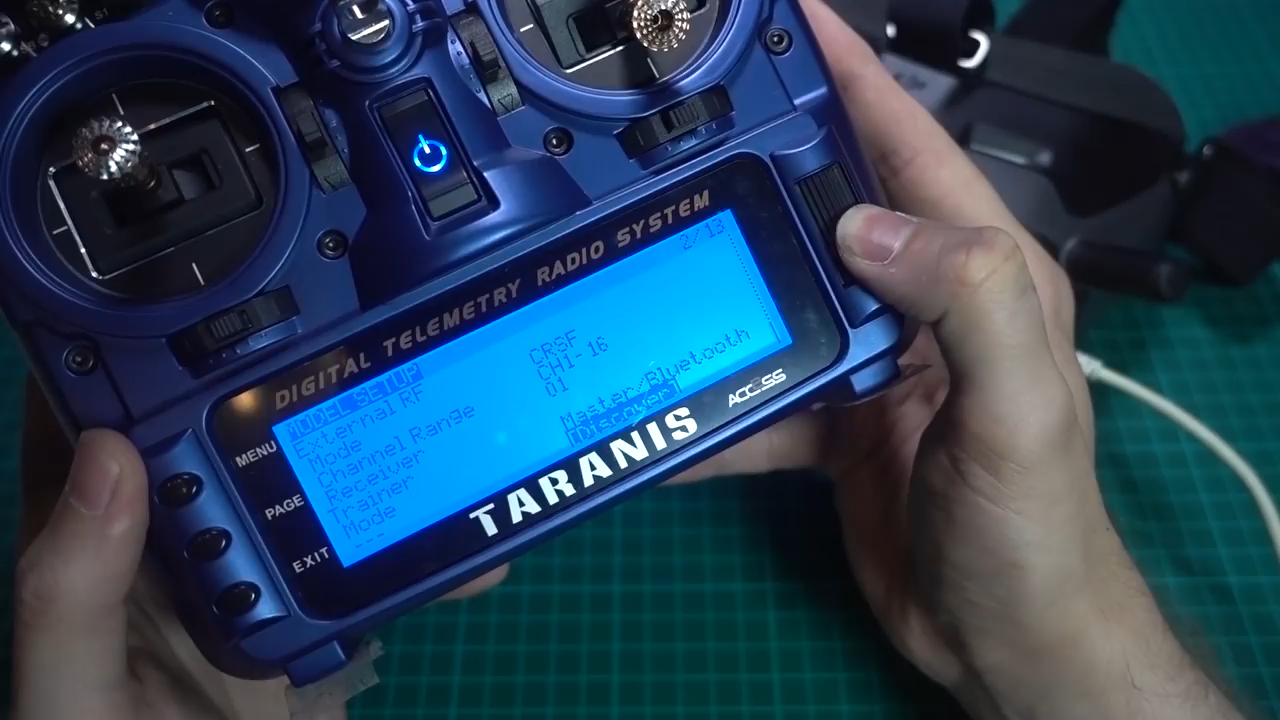 S1
DIGITAL TELEMETRY RADIO SYSTEM
MODEL SETUP 2/13
External RF
Mode CRSF
Channel Range CH1-16
Receiver 01
Trainer
Mode Master/Bluetooth
--- [Discover]
MENU
PAGE
EXIT
TARANIS
ACCESS